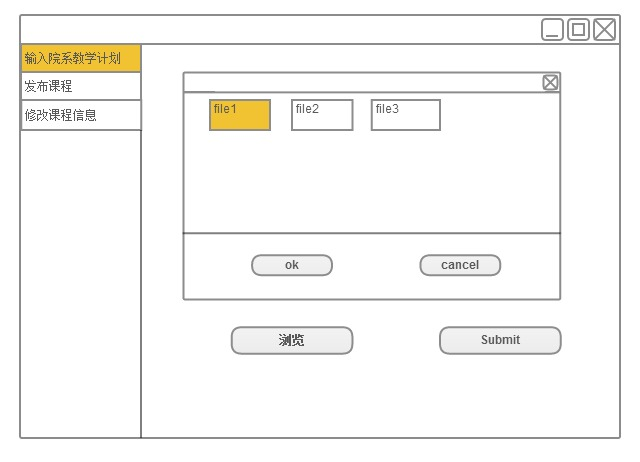 输入院系教学计划
发布课程
修改课程信息
file1
file2
file3
ok
cancel
浏览
Submit